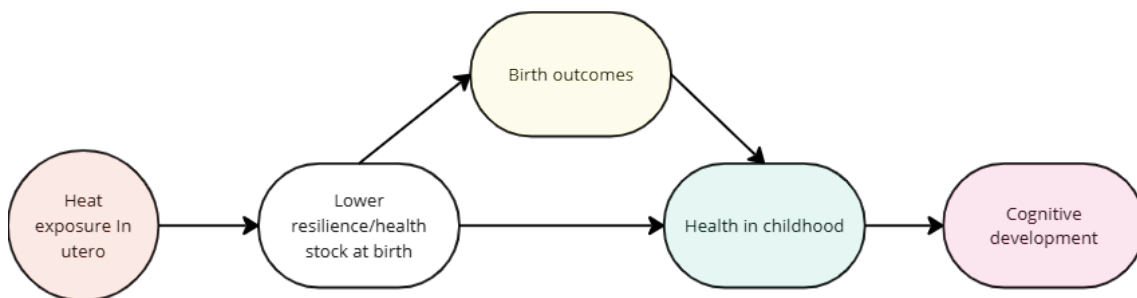 Birth outcomes
Heat
exposure In
utero
Lower
resilience/health
stock at birth
Health in childhood
Cognitive
development